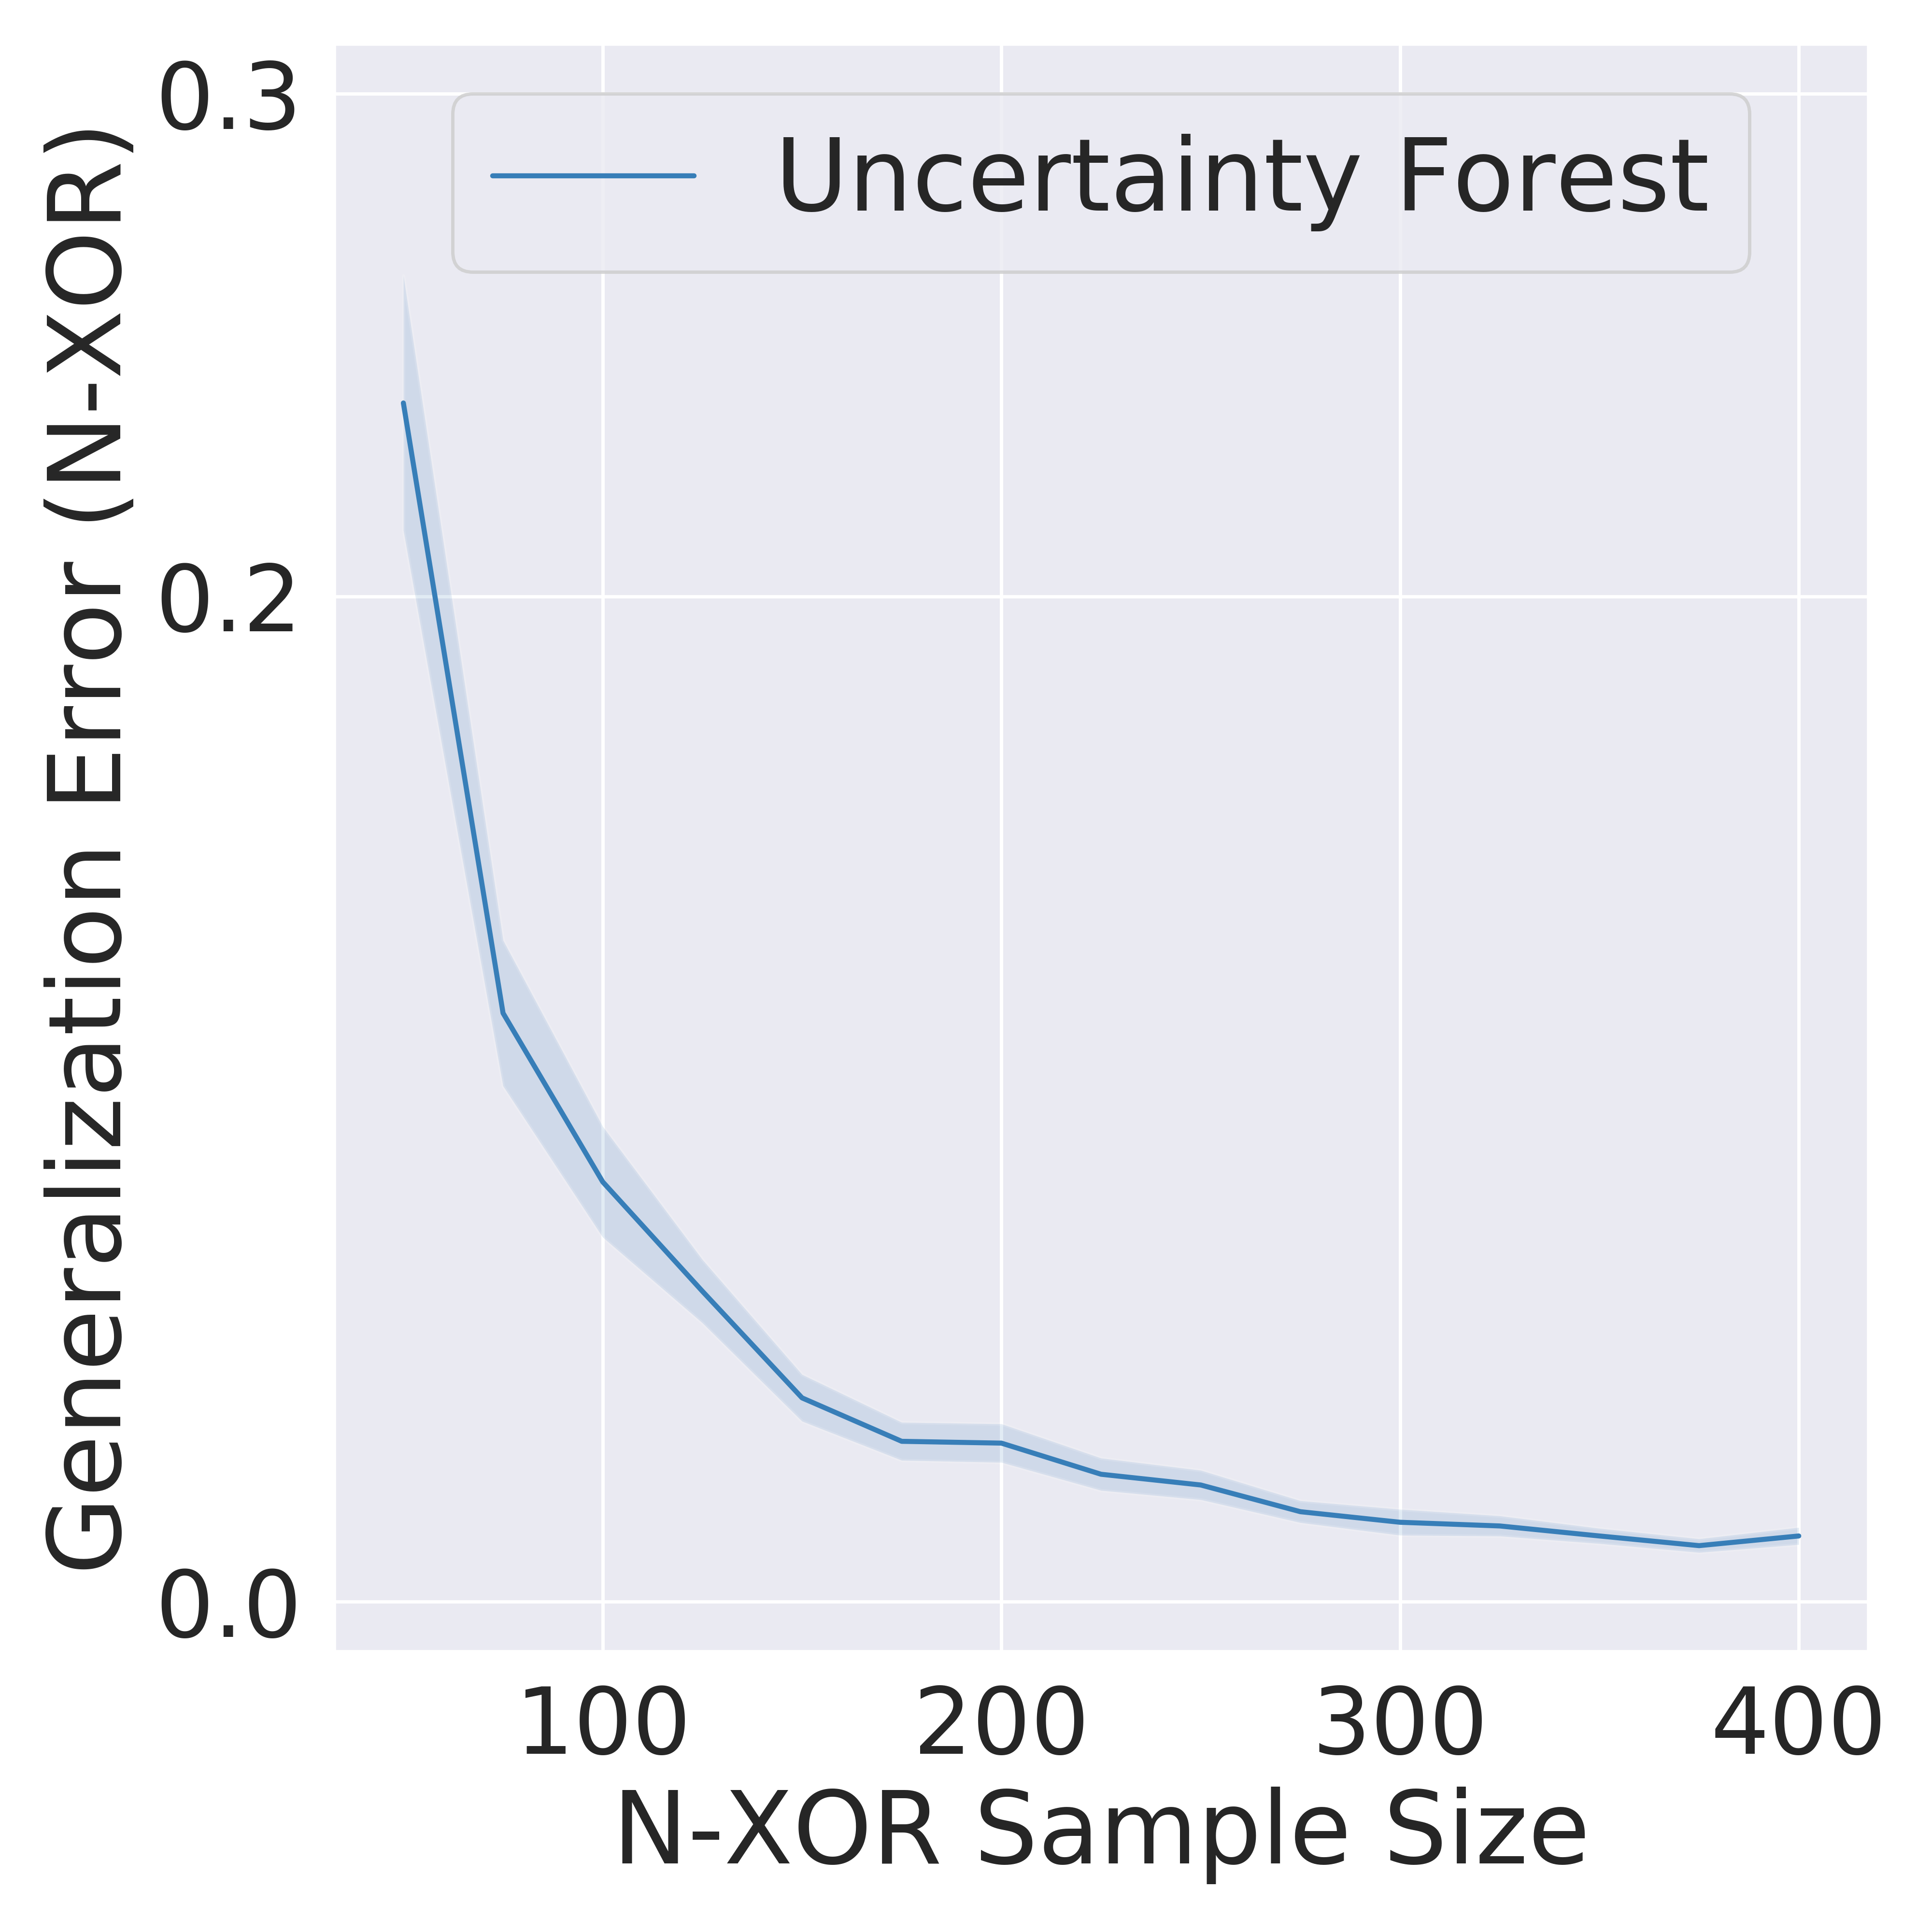 Generalization Error (N-XOR)
0.3
0.2
0.0
Uncertainty Forest
100 200 300 400
N-XOR Sample Size